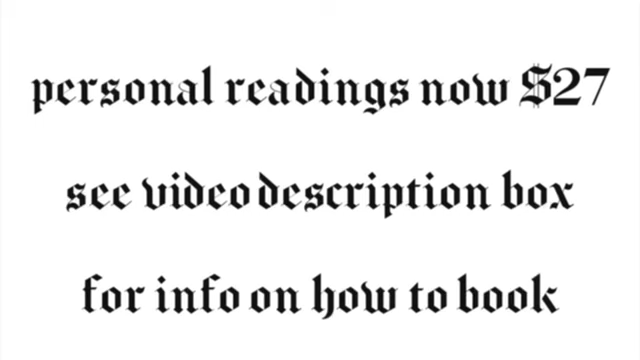 personal readings now $27
see video description box
for info on how to book